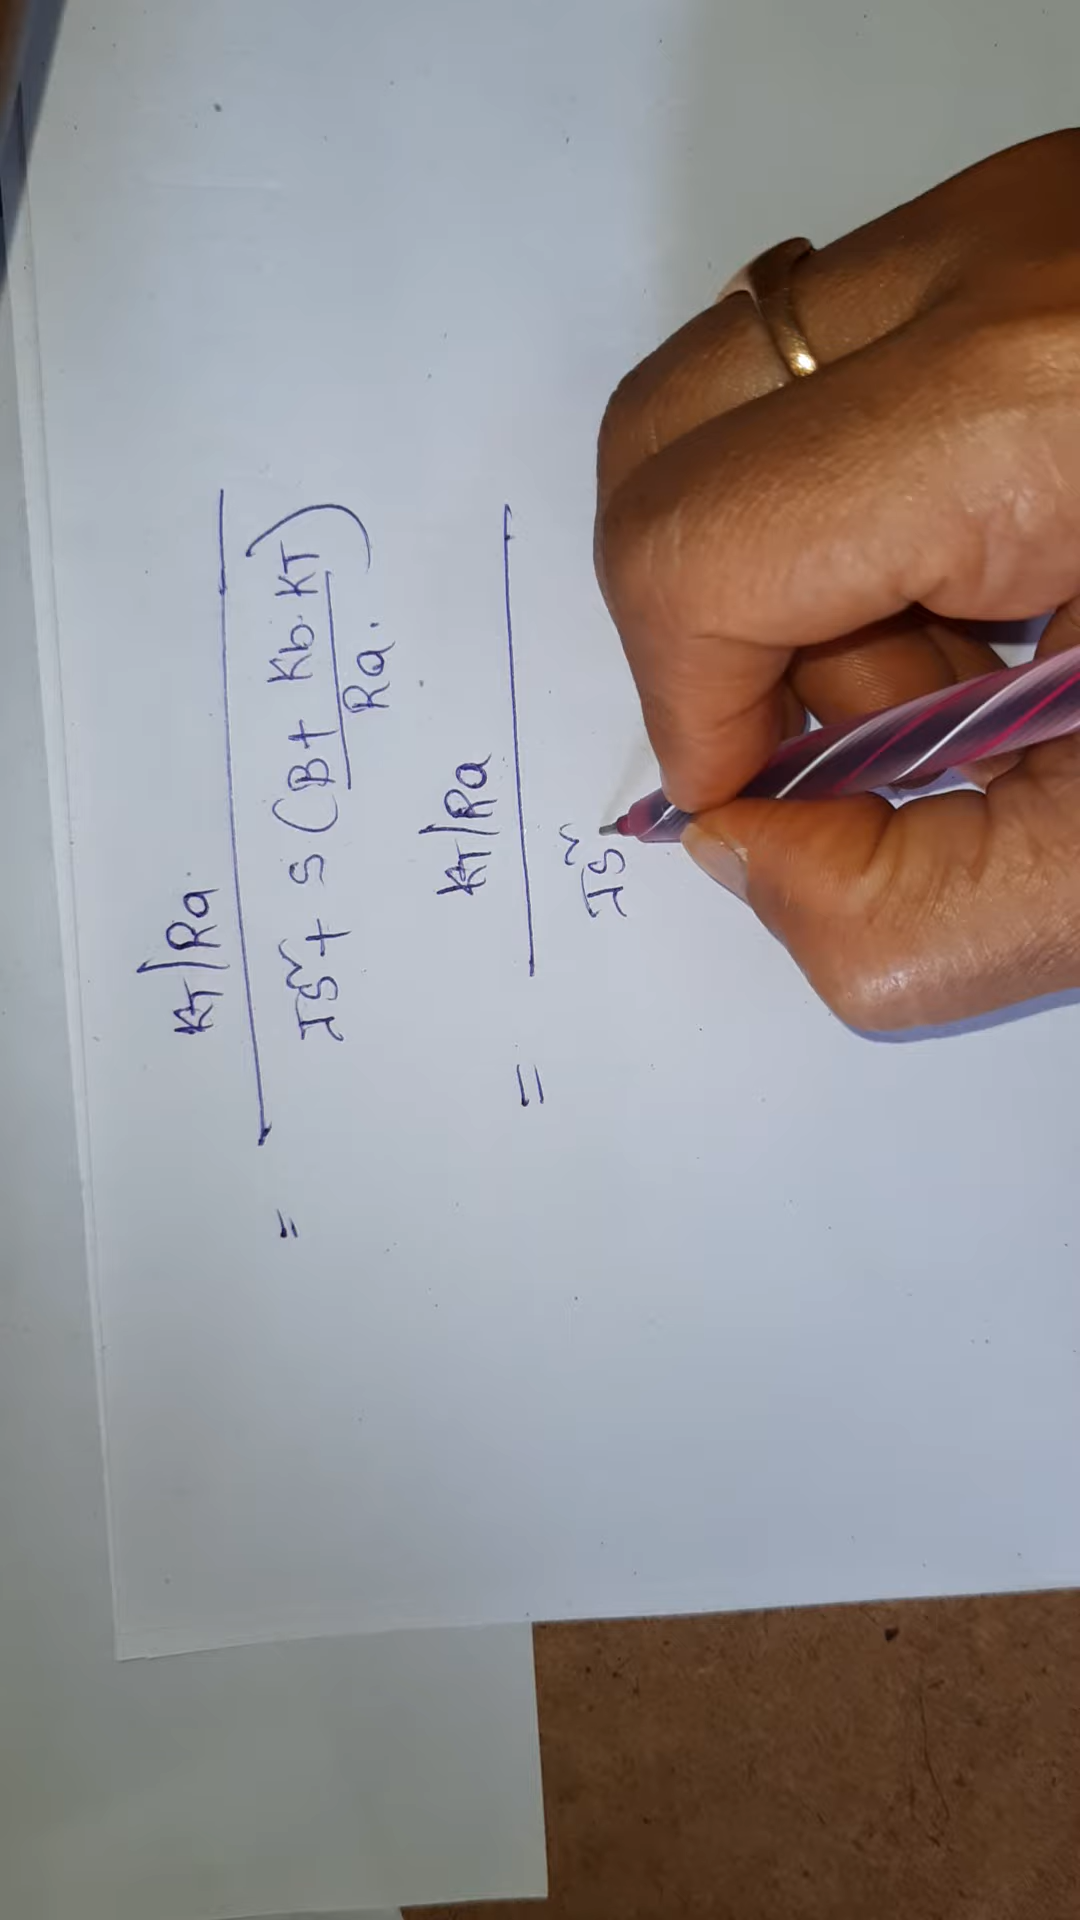 KT/Ra
= JS² + S (B + Kb·KT)
Ra.
KT/Ra
=
JS²